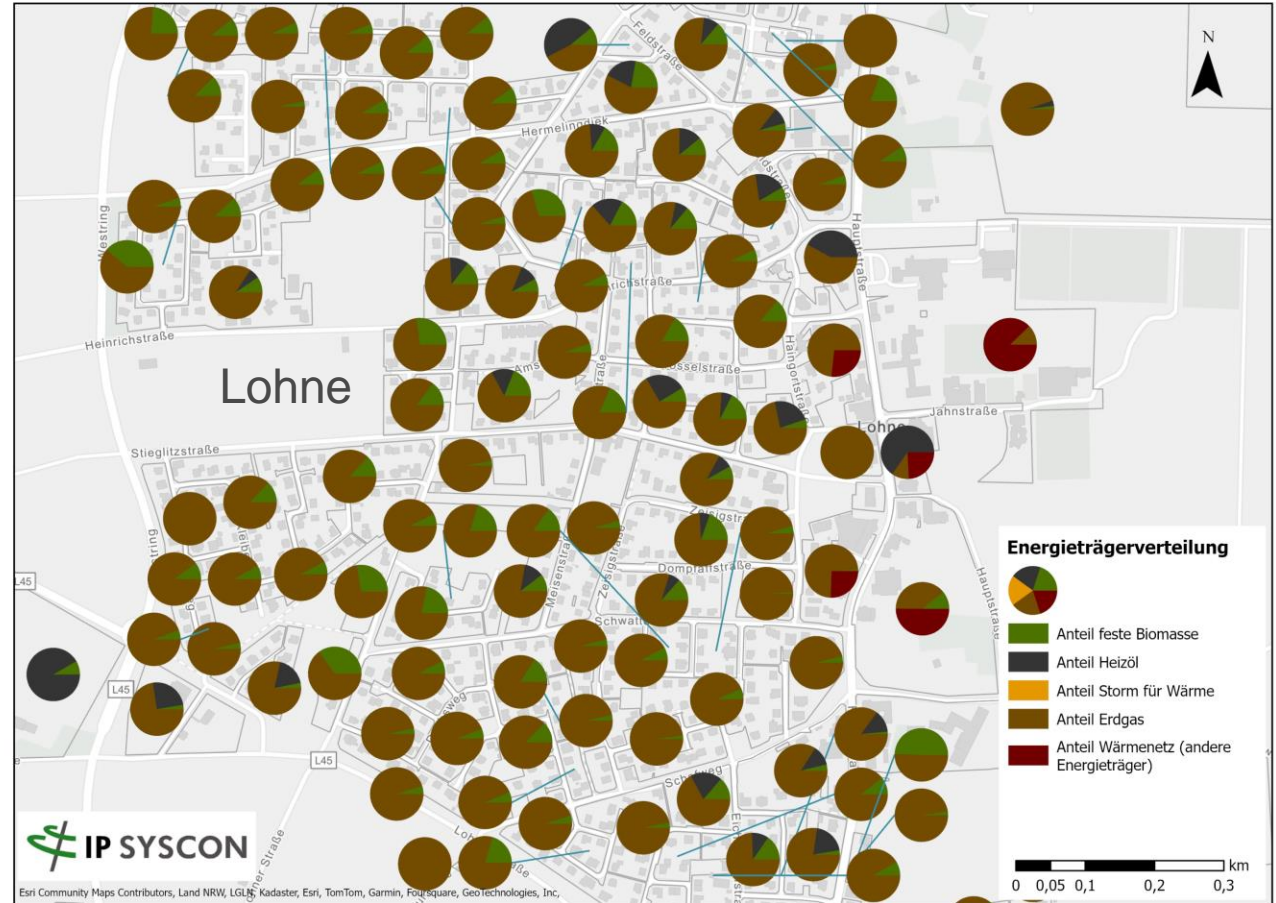 N
Feldstraße
Hermelingdiek
Westring
Hauptstraße
Heinrichstraße
Lohne
Haingortstraße
Jahnstraße
Lohne
Stieglitzstraße
L45
Meisenstraße
Zeisigstraße
Dompfaffstraße
Hauptstraße
L45
L45
Energieträgerverteilung
Anteil feste Biomasse
Anteil Heizöl
Anteil Storm für Wärme
Anteil Erdgas
Anteil Wärmenetz (andere
Energieträger)
IP SYSCON
km
0 0,05 0,1 0,2 0,3
Esri Community Maps Contributors, Land NRW, LGLN, Kadaster, Esri, TomTom, Garmin, Foursquare, GeoTechnologies, Inc,